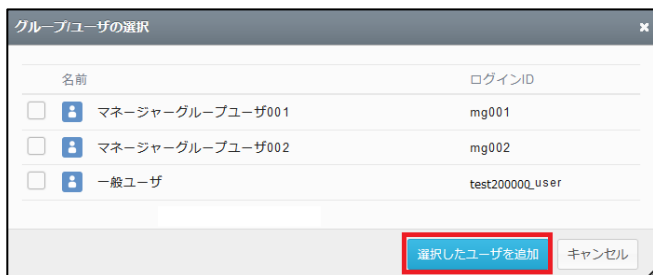 グループ/ユーザの選択 ×
名前 ログインID
マネージャーグループユーザ001 mg001
マネージャーグループユーザ002 mg002
一般ユーザ test200000_user
選択したユーザを追加 キャンセル